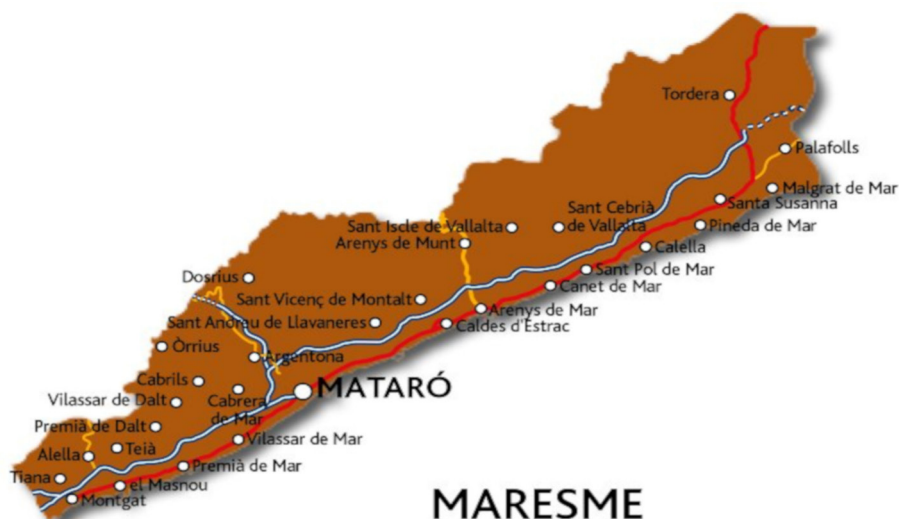 Tordera
Palafolls
Malgrat de Mar
Santa Susanna
Sant Cebrià
de Vallalta
Sant Iscle de Vallalta
Pineda de Mar
Arenys de Munt
Calella
Sant Pol de Mar
Dosrius
Canet de Mar
Sant Vicenç de Montalt
Arenys de Mar
Sant Andreu de Llavaneres
Caldes d'Estrac
Òrrius
Argentona
Cabrils
MATARÓ
Vilassar de Dalt
Cabrera
de Mar
Premià de Dalt
Vilassar de Mar
Teià
Alella
Premià de Mar
Tiana
el Masnou
Montgat
MARESME